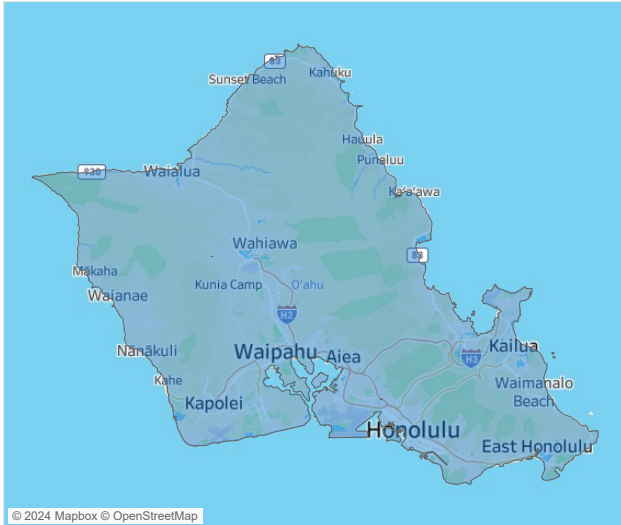 83
Sunset Beach
Kahuku
Hauula
Punaluu
930
Waialua
Ka'a'awa
Wahiawa
83
Mākaha
Kunia Camp
O'ahu
Waianae
H2
Nānākuli
Waipahu
Aiea
Kailua
H3
Kahe
Waimanalo
Beach
Kapolei
Honolulu
East Honolulu
© 2024 Mapbox © OpenStreetMap